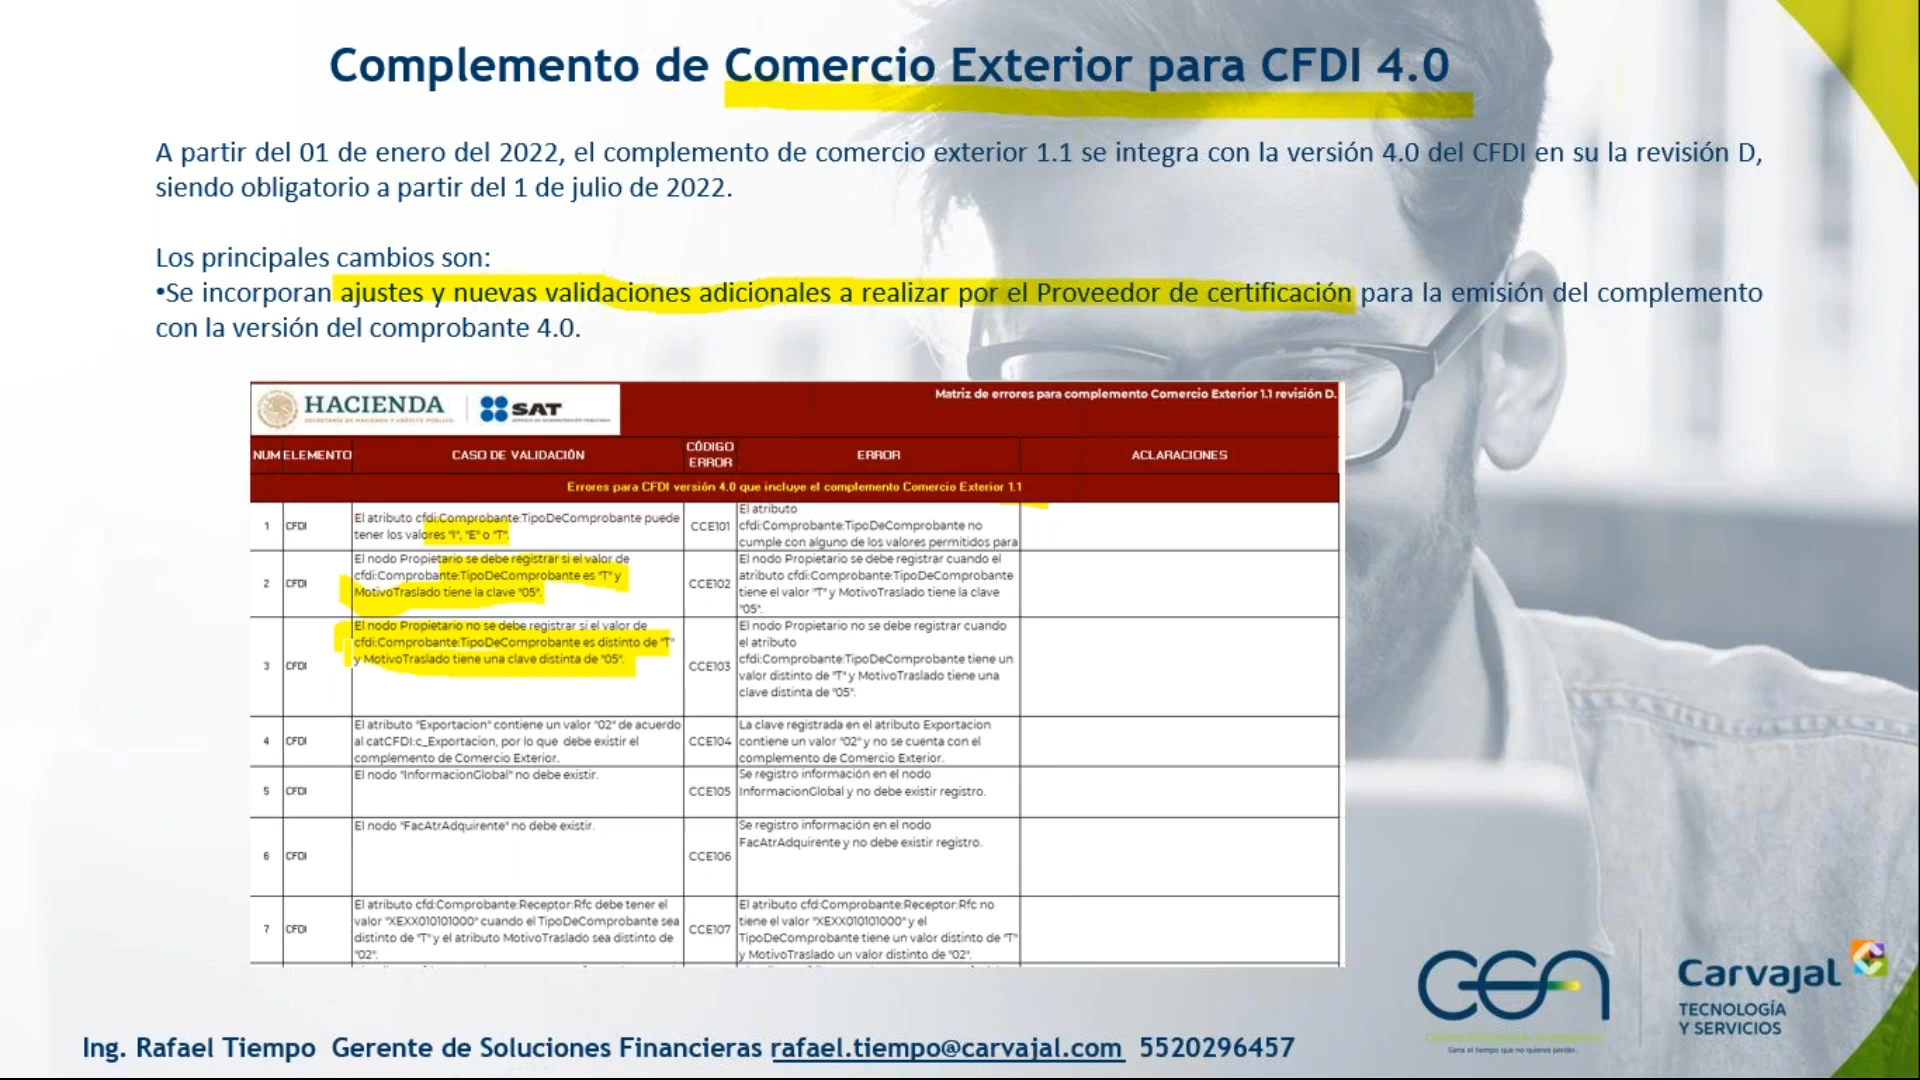 Complemento de Comercio Exterior para CFDI 4.0
A partir del 01 de enero del 2022, el complemento de comercio exterior 1.1 se integra con la versión 4.0 del CFDI en su la revisión D,
siendo obligatorio a partir del 1 de julio de 2022.
Los principales cambios son:
•Se incorporan ajustes y nuevas validaciones adicionales a realizar por el Proveedor de certificación para la emisión del complemento
con la versión del comprobante 4.0.
HACIENDA
SAT
Matriz de errores para complemento Comercio Exterior 1.1 revisión D.
NUM ELEMENTO CASO DE VALIDACIÓN CÓDIGO ERROR ERROR ACLARACIONES
Errores para CFDI versión 4.0 que incluye el complemento Comercio Exterior 1.1
1 CFDI
El atributo cfdi:Comprobante:TipoDeComprobante puede
tener los valores "I", "E" o "T".
CCE101
El atributo
cfdi:Comprobante:TipoDeComprobante no
cumple con alguno de los valores permitidos para
2 CFDI
El nodo Propietario se debe registrar si el valor de
cfdi:Comprobante:TipoDeComprobante es "T" y
MotivoTraslado tiene la clave "05".
CCE102
El nodo Propietario se debe registrar cuando el
atributo cfdi:Comprobante:TipoDeComprobante
tiene el valor "T" y MotivoTraslado tiene la clave
"05".
3 CFDI
El nodo Propietario no se debe registrar si el valor de
cfdi:Comprobante:TipoDeComprobante es distinto de "T"
y MotivoTraslado tiene una clave distinta de "05".
CCE103
El nodo Propietario no se debe registrar cuando
el atributo
cfdi:Comprobante:TipoDeComprobante tiene un
valor distinto de "T" y MotivoTraslado tiene una
clave distinta de "05".
4 CFDI
El atributo "Exportacion" contiene un valor "02" de acuerdo
al catCFDI:c_Exportacion, por lo que debe existir el
complemento de Comercio Exterior.
CCE104
La clave registrada en el atributo Exportacion
contiene un valor "02" y no se cuenta con el
complemento de Comercio Exterior.
5 CFDI
El nodo "InformacionGlobal" no debe existir.
CCE105
Se registro información en el nodo
InformacionGlobal y no debe existir registro.
6 CFDI
El nodo "FacAtrAdquirente" no debe existir.
CCE106
Se registro información en el nodo
FacAtrAdquirente y no debe existir registro.
7 CFDI
El atributo cfd:Comprobante:Receptor:Rfc debe tener el
valor "XEXX010101000" cuando el TipoDeComprobante sea
distinto de "T" y el atributo MotivoTraslado sea distinto de
"02".
CCE107
El atributo cfd:Comprobante:Receptor:Rfc no
tiene el valor "XEXX010101000" y el
TipoDeComprobante tiene un valor distinto de "T"
y MotivoTraslado un valor distinto de "02".
cen
Gana el tiempo que no quieres perder.
Carvajal
TECNOLOGÍA
Y SERVICIOS
Ing. Rafael Tiempo Gerente de Soluciones Financieras rafael.tiempo@carvajal.com 5520296457